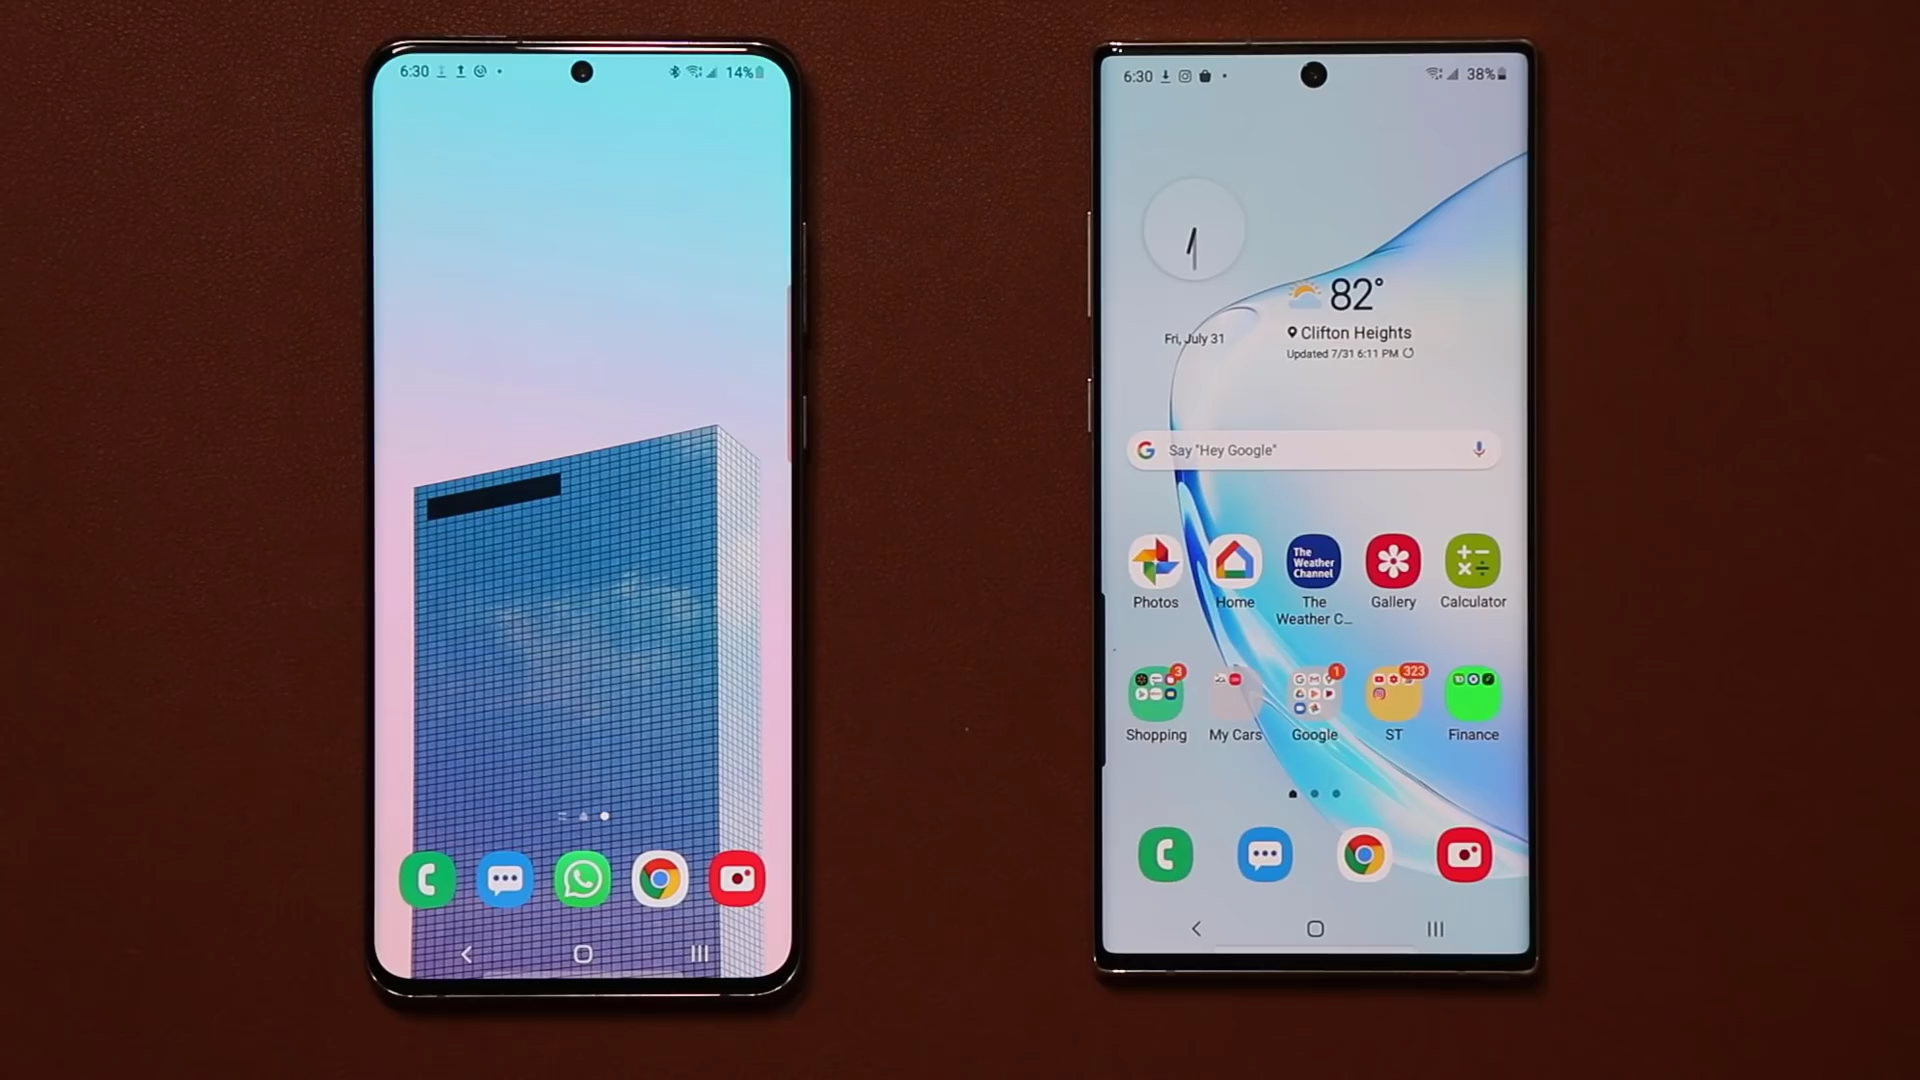 6:30
14%
6:30
38%
82°
Clifton Heights
Fri, July 31
Updated 7/31 6:11 PM
Say "Hey Google"
The
Weather
Channel
Photos
Home
The
Weather C...
Gallery
Calculator
3
1
323
Shopping
My Cars
Google
ST
Finance